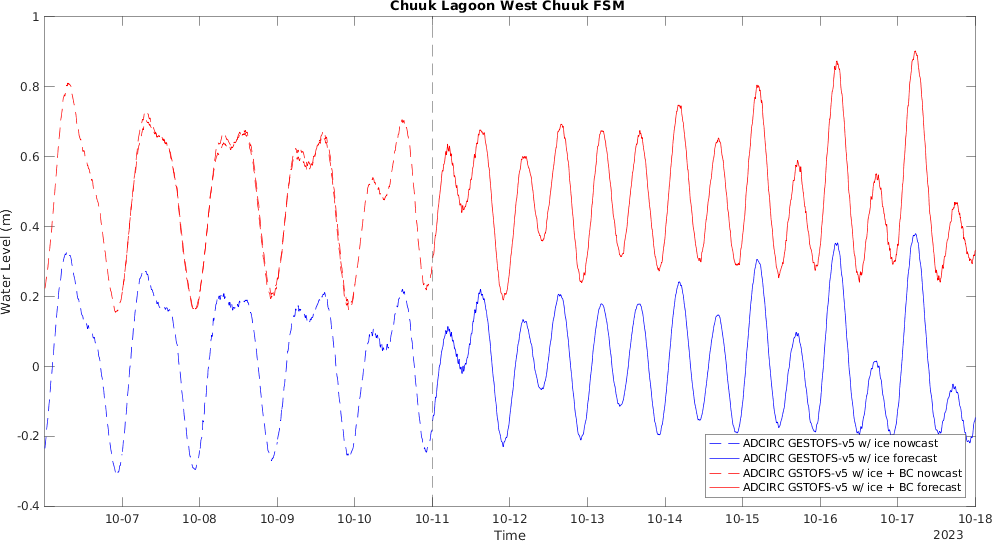 Chuuk Lagoon West Chuuk FSM
Water Level (m)
1
0.8
0.6
0.4
0.2
0
-0.2
-0.4
ADCIRC GESTOFS-v5 w/ ice nowcast
ADCIRC GESTOFS-v5 w/ ice forecast
ADCIRC GSTOFS-v5 w/ ice + BC nowcast
ADCIRC GSTOFS-v5 w/ ice + BC forecast
10-07 10-08 10-09 10-10 10-11 10-12 10-13 10-14 10-15 10-16 10-17 10-18
Time
2023